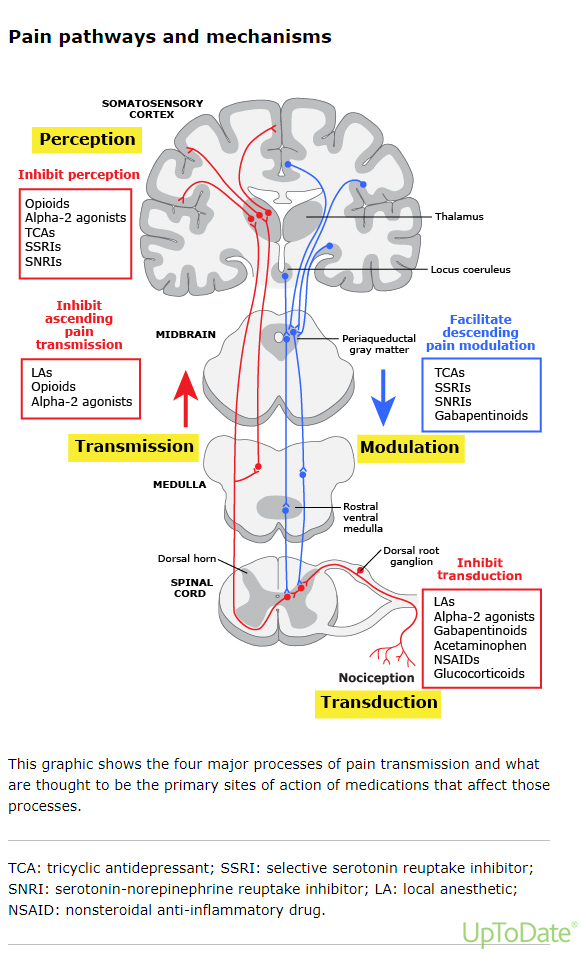 Pain pathways and mechanisms
SOMATOSENSORY
CORTEX
Perception
Inhibit perception
Opioids
Alpha-2 agonists
TCAs
SSRIs
SNRIs
Thalamus
Locus coeruleus
Inhibit
ascending
pain
transmission
LAs
Opioids
Alpha-2 agonists
MIDBRAIN
Periaqueductal
gray matter
Facilitate
descending
pain modulation
TCAs
SSRIs
SNRIs
Gabapentinoids
Transmission
Modulation
MEDULLA
Rostral
ventral
medulla
Dorsal horn
Dorsal root
ganglion
SPINAL
CORD
Inhibit
transduction
LAs
Alpha-2 agonists
Gabapentinoids
Acetaminophen
NSAIDs
Glucocorticoids
Nociception
Transduction
This graphic shows the four major processes of pain transmission and what
are thought to be the primary sites of action of medications that affect those
processes.
TCA: tricyclic antidepressant; SSRI: selective serotonin reuptake inhibitor;
SNRI: serotonin-norepinephrine reuptake inhibitor; LA: local anesthetic;
NSAID: nonsteroidal anti-inflammatory drug.
UpToDate®